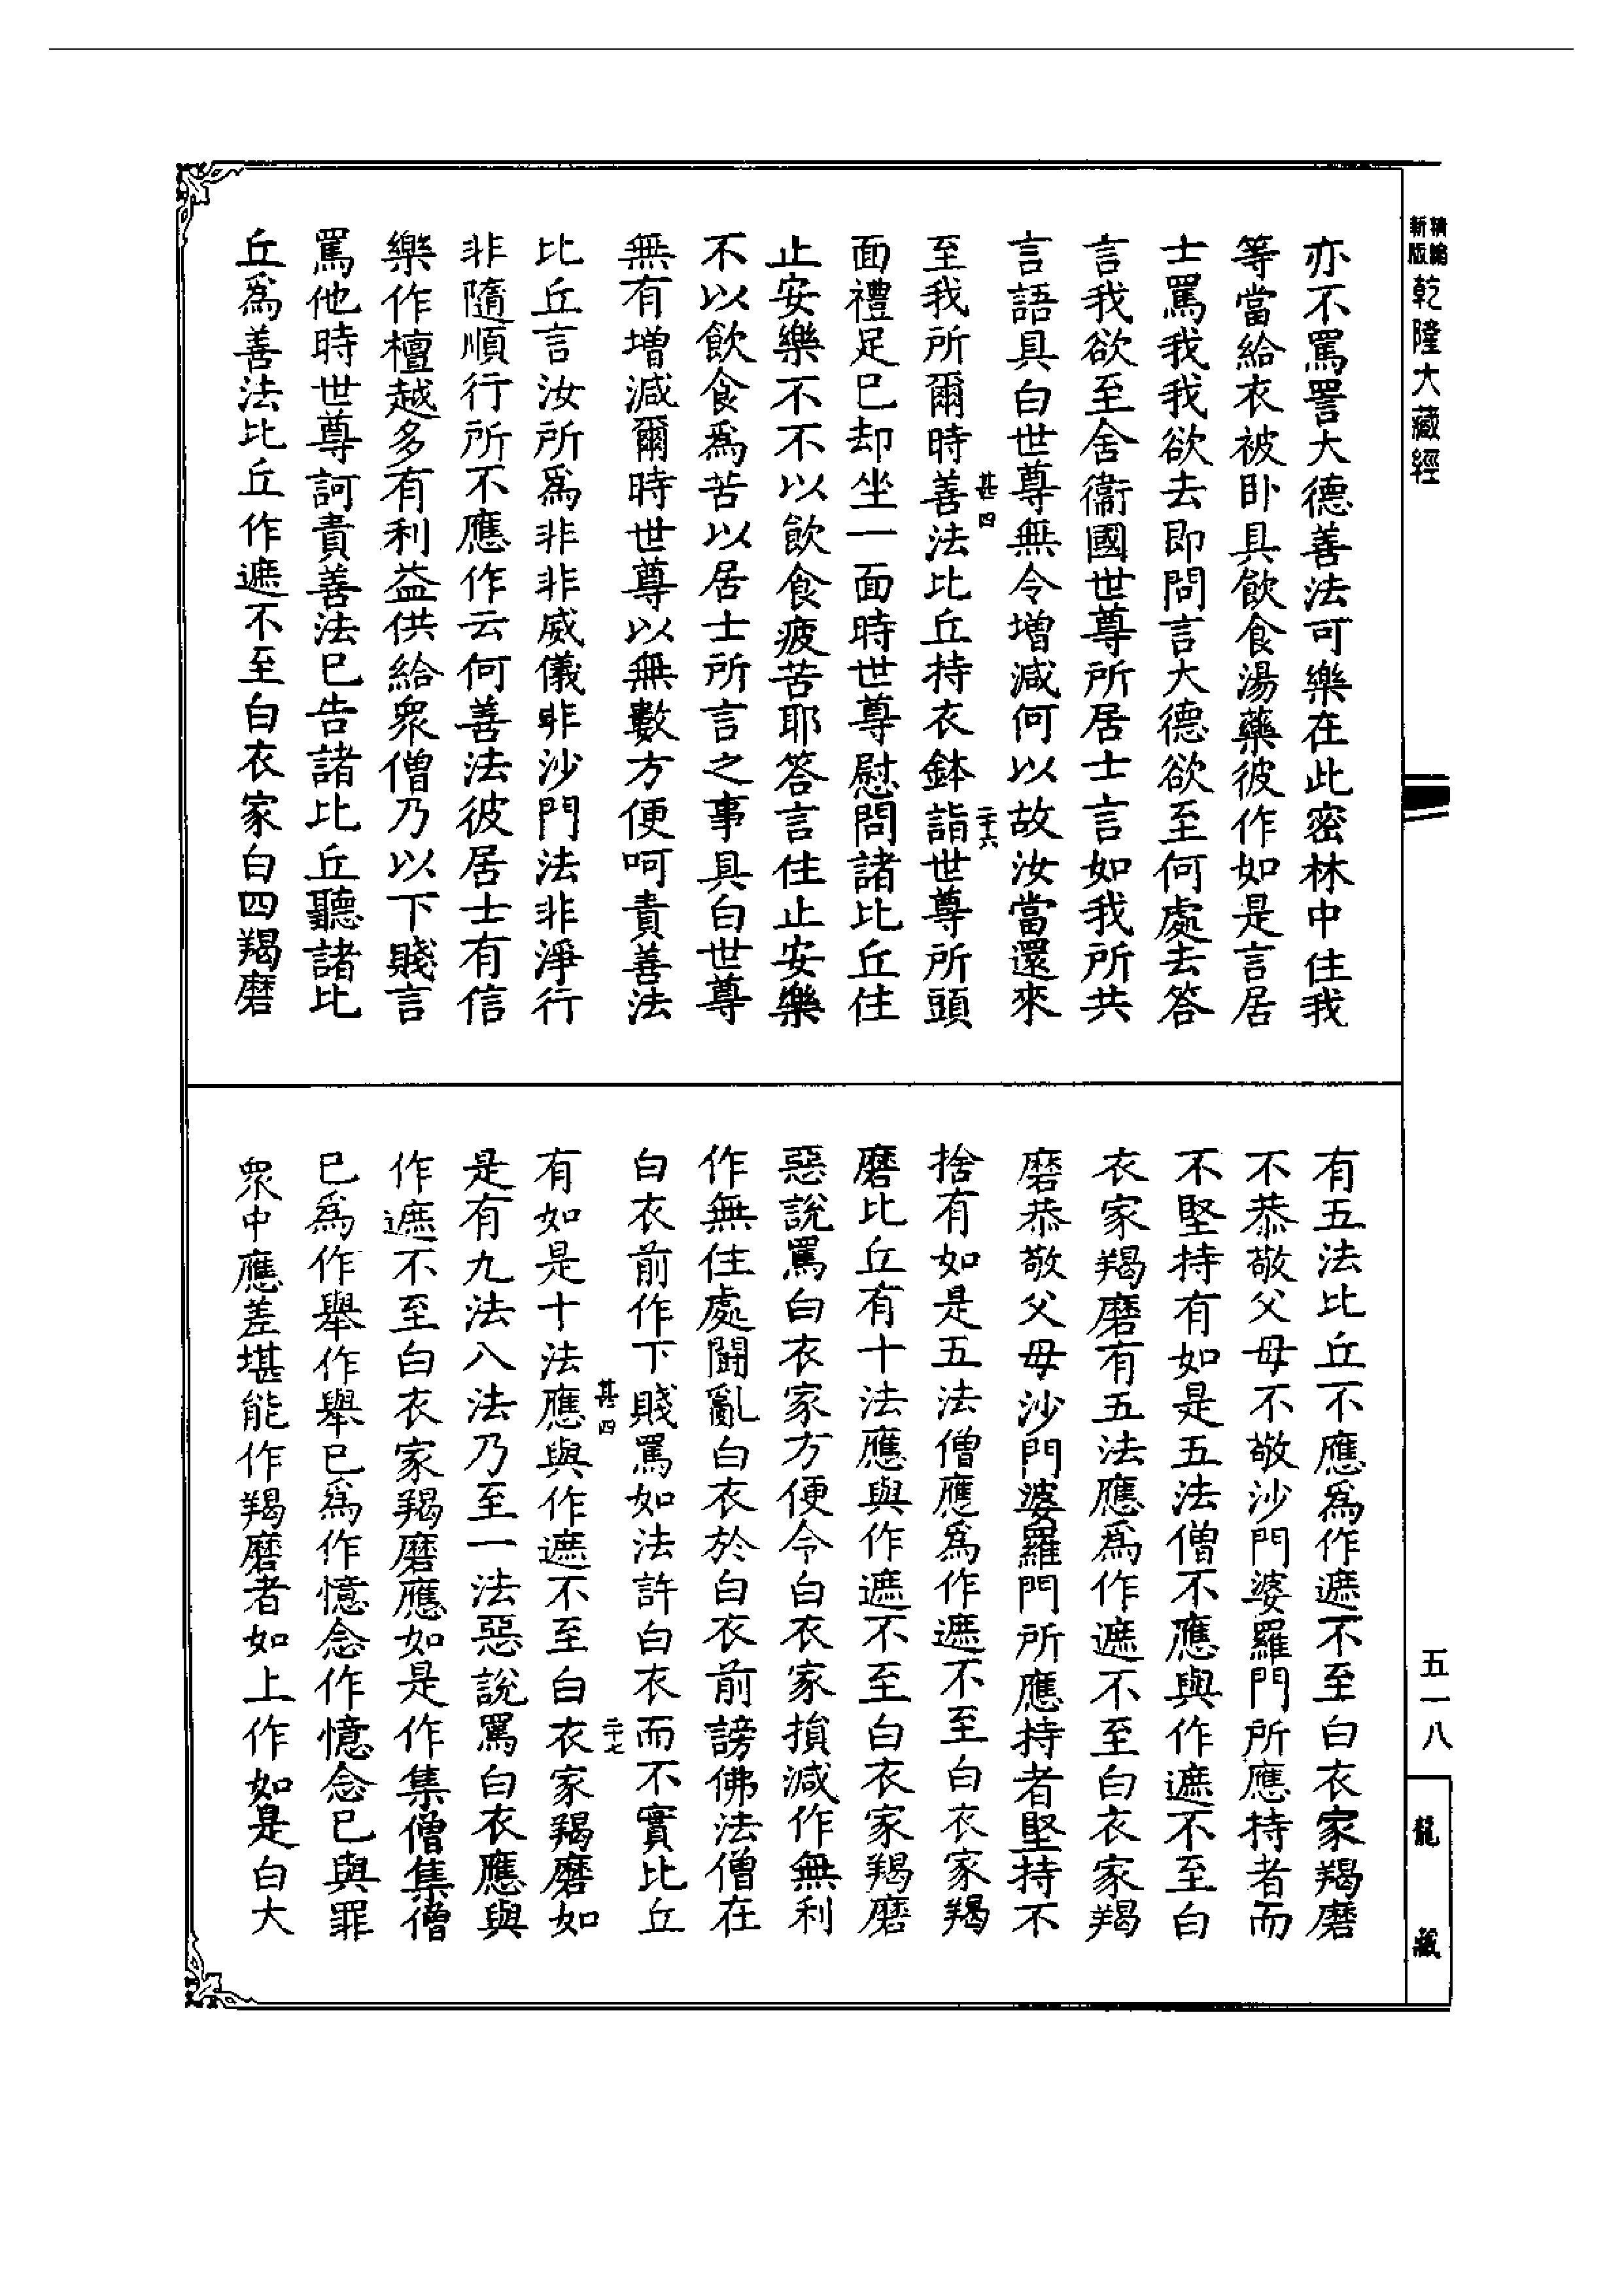 精編新版
乾隆大藏經
亦不罵詈大德善法可樂在此密林中住我
等當給衣被卧具飲食湯藥彼作如是言居
士罵我我欲去即問言大德欲至何處去答
言我欲至舍衛國世尊所居士言如我所共
言語具白世尊無令增減何以故汝當還來
甚四
二十六
至我所爾時善法比丘持衣鉢詣世尊所頭
面禮足已却坐一面時世尊慰問諸比丘住
止安樂不不以飲食疲苦耶答言住止安樂
不以飲食為苦以居士所言之事具白世尊
無有增減爾時世尊以無數方便呵責善法
比丘言汝所為非非威儀非沙門法非淨行
非隨順行所不應作云何善法彼居士有信
樂作檀越多有利益供給眾僧乃以下賤言
罵他時世尊訶責善法已告諸比丘聽諸比
丘為善法比丘作遮不至白衣家白四羯磨
有五法比丘不應為作遮不至白衣家羯磨
不恭敬父母不敬沙門婆羅門所應持者而
不堅持有如是五法僧不應與作遮不至白
衣家羯磨有五法應為作遮不至白衣家羯
磨恭敬父母沙門婆羅門所應持者堅持不
捨有如是五法僧應為作遮不至白衣家羯
磨比丘有十法應與作遮不至白衣家羯磨
惡說罵白衣家方便令白衣家損減作無利
作無住處鬪亂白衣於白衣前謗佛法僧在
白衣前作下賤罵如法許白衣而不實比丘
甚四
二十七
有如是十法應與作遮不至白衣家羯磨如
是有九法八法乃至一法惡說罵白衣應與
作遮不至白衣家羯磨應如是作集僧集僧
已為作舉作舉已為作憶念作憶念已與罪
眾中應差堪能作羯磨者如上作如是白大
五一八
龍藏